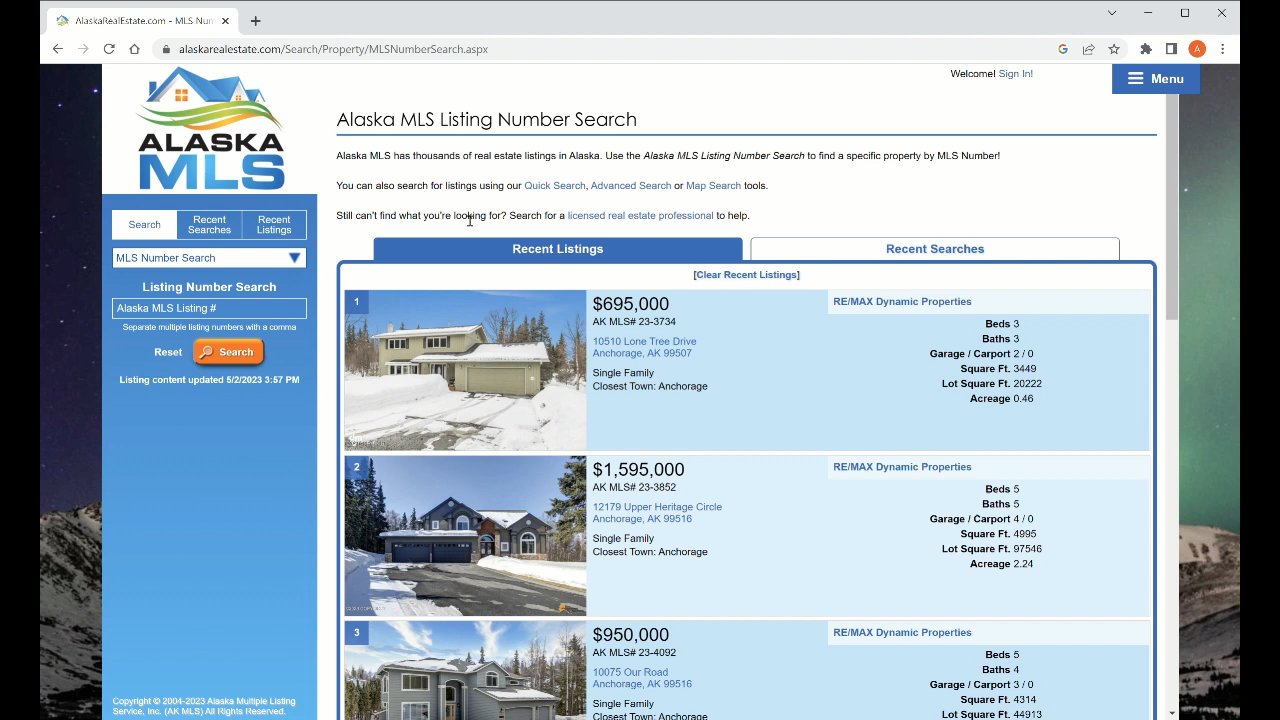 AlaskaRealEstate.com - MLS Nun
alaskarealestate.com/Search/Property/MLSNumberSearch.aspx
A
Welcome! Sign In!
Menu
ALASKA
MLS
Alaska MLS Listing Number Search
Alaska MLS has thousands of real estate listings in Alaska. Use the Alaska MLS Listing Number Search to find a specific property by MLS Number!
You can also search for listings using our Quick Search, Advanced Search or Map Search tools.
Still can't find what you're looking for? Search for a licensed real estate professional to help.
Search
Recent
Searches
Recent
Listings
MLS Number Search
Listing Number Search
Alaska MLS Listing #
Separate multiple listing numbers with a comma
Reset
Search
Listing content updated 5/2/2023 3:57 PM
Recent Listings
Recent Searches
[Clear Recent Listings]
1
$695,000
AK MLS# 23-3734
10510 Lone Tree Drive
Anchorage, AK 99507
Single Family
Closest Town: Anchorage
RE/MAX Dynamic Properties
Beds 3
Baths 3
Garage / Carport 2 / 0
Square Ft. 3449
Lot Square Ft. 20222
Acreage 0.46
2
$1,595,000
AK MLS# 23-3852
12179 Upper Heritage Circle
Anchorage, AK 99516
Single Family
Closest Town: Anchorage
RE/MAX Dynamic Properties
Beds 5
Baths 5
Garage / Carport 4 / 0
Square Ft. 4995
Lot Square Ft. 97546
Acreage 2.24
3
$950,000
AK MLS# 23-4092
10075 Our Road
Anchorage, AK 99516
Single Family
Closest Town: Anchorage
RE/MAX Dynamic Properties
Beds 5
Baths 4
Garage / Carport 3 / 0
Square Ft. 4314
Lot Square Ft. 44913
Copyright © 2004-2023 Alaska Multiple Listing
Service, Inc. (AK MLS) All Rights Reserved.